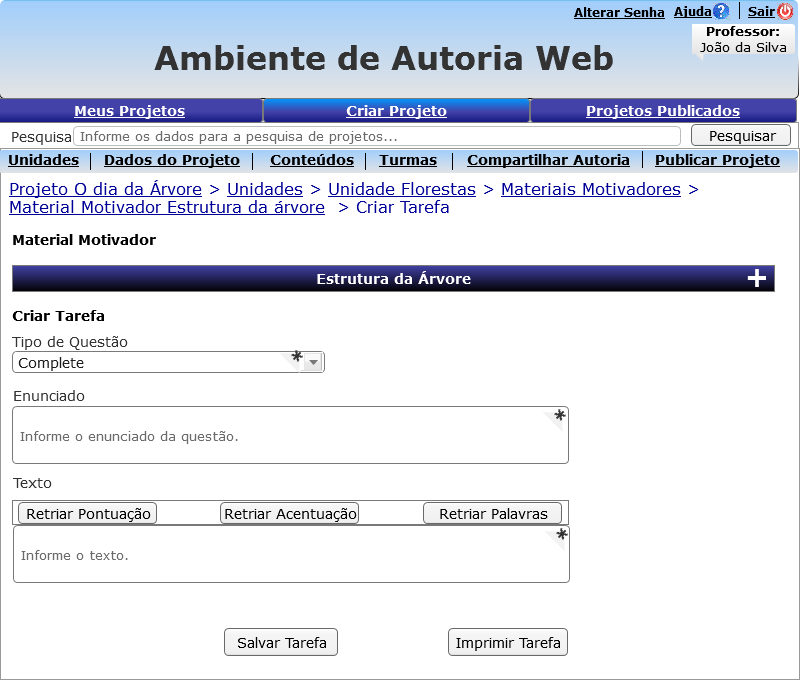 Alterar Senha Ajuda? Sair
Professor:
João da Silva
Ambiente de Autoria Web
Meus Projetos Criar Projeto Projetos Publicados
Pesquisa Informe os dados para a pesquisa de projetos... Pesquisar
Unidades | Dados do Projeto | Conteúdos | Turmas | Compartilhar Autoria | Publicar Projeto
Projeto O dia da Árvore > Unidades > Unidade Florestas > Materiais Motivadores >
Material Motivador Estrutura da árvore > Criar Tarefa
Material Motivador
Estrutura da Árvore +
Criar Tarefa
Tipo de Questão
Complete *
Enunciado
Informe o enunciado da questão. *
Texto
Retriar Pontuação Retriar Acentuação Retriar Palavras
Informe o texto. *
Salvar Tarefa Imprimir Tarefa